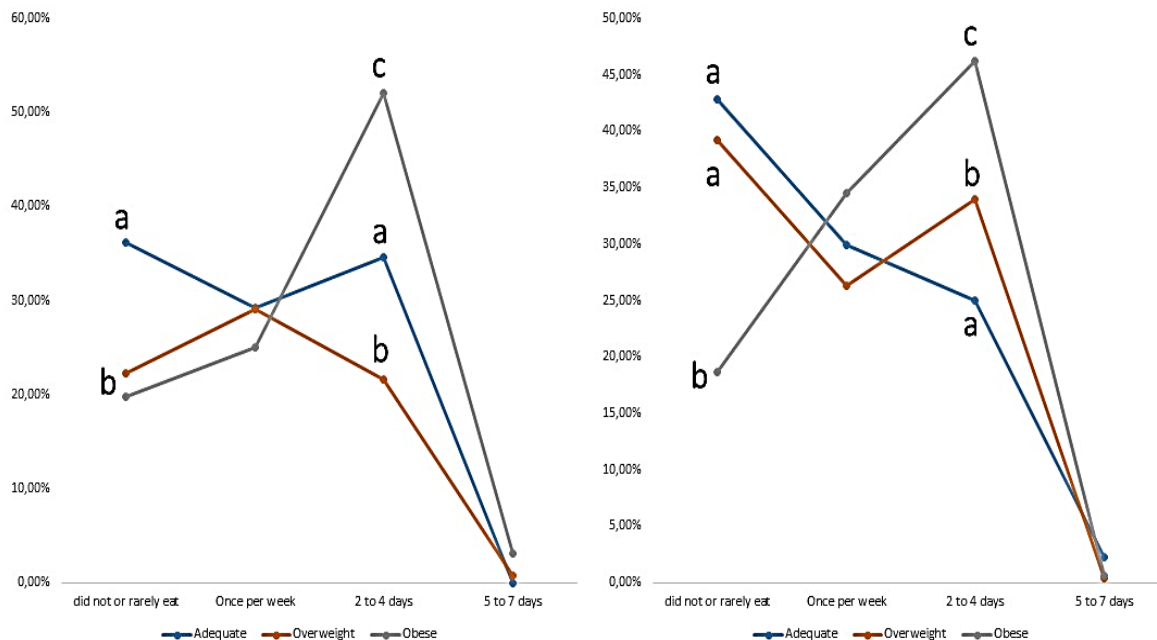 60,00%
50,00%
40,00%
30,00%
20,00%
10,00%
0,00%
a
b
a
b
c
did not or rarely eat Once per week 2 to 4 days 5 to 7 days
Adequate Overweight Obese
50,00%
45,00%
40,00%
35,00%
30,00%
25,00%
20,00%
15,00%
10,00%
5,00%
0,00%
a
a
b
c
b
a
did not or rarely eat Once per week 2 to 4 days 5 to 7 days
Adequate Overweight Obese